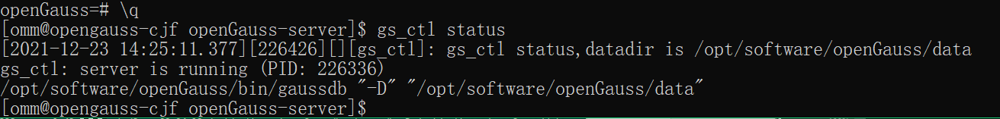 openGauss=# \q
[omm@opengauss-cjf openGauss-server]$ gs_ctl status
[2021-12-23 14:25:11.377][226426][][gs_ctl]: gs_ctl status,datadir is /opt/software/openGauss/data
gs_ctl: server is running (PID: 226336)
/opt/software/openGauss/bin/gaussdb "-D" "/opt/software/openGauss/data"
[omm@opengauss-cjf openGauss-server]$